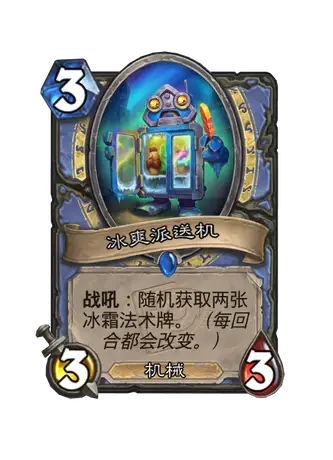 3
冰爽派送机
战吼：随机获取两张
冰霜法术牌。（每回
合都会改变。）
3
机械
3